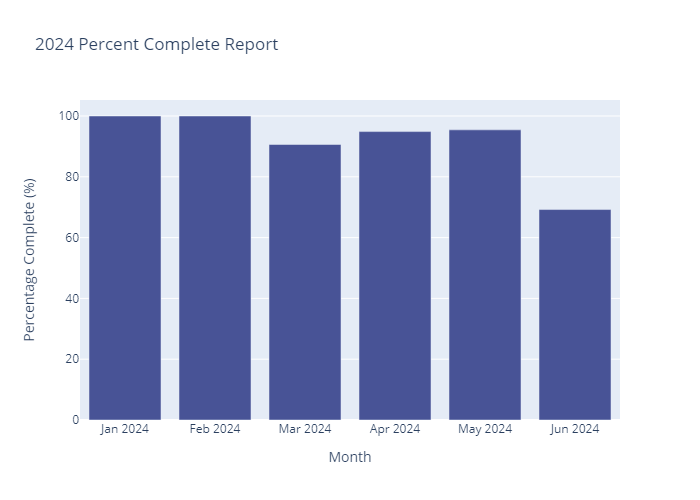 2024 Percent Complete Report
Percentage Complete (%)
100
80
60
40
20
0
Jan 2024 Feb 2024 Mar 2024 Apr 2024 May 2024 Jun 2024
Month